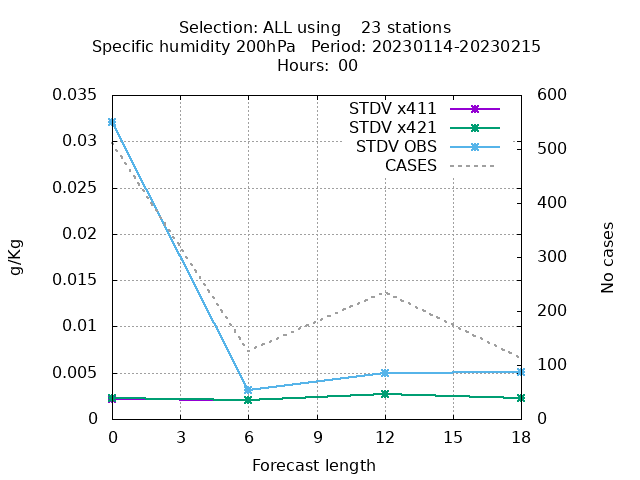 Selection: ALL using    23 stations
Specific humidity 200hPa   Period: 20230114-20230215
Hours: 00
STDV x411
STDV x421
STDV OBS
CASES
0.035
0.03
0.025
0.02
0.015
0.01
0.005
0
g/Kg
600
500
400
300
200
100
0
No cases
0 3 6 9 12 15 18
Forecast length